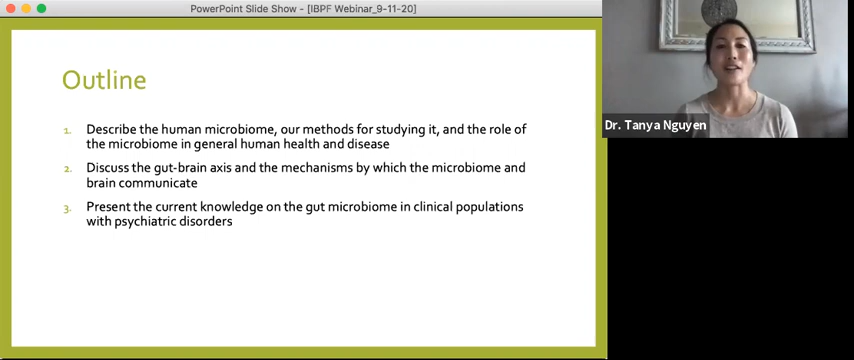 PowerPoint Slide Show - [IBPF Webinar_9-11-20]
Outline
1. Describe the human microbiome, our methods for studying it, and the role of
the microbiome in general human health and disease
2. Discuss the gut-brain axis and the mechanisms by which the microbiome and
brain communicate
3. Present the current knowledge on the gut microbiome in clinical populations
with psychiatric disorders
Dr. Tanya Nguyen